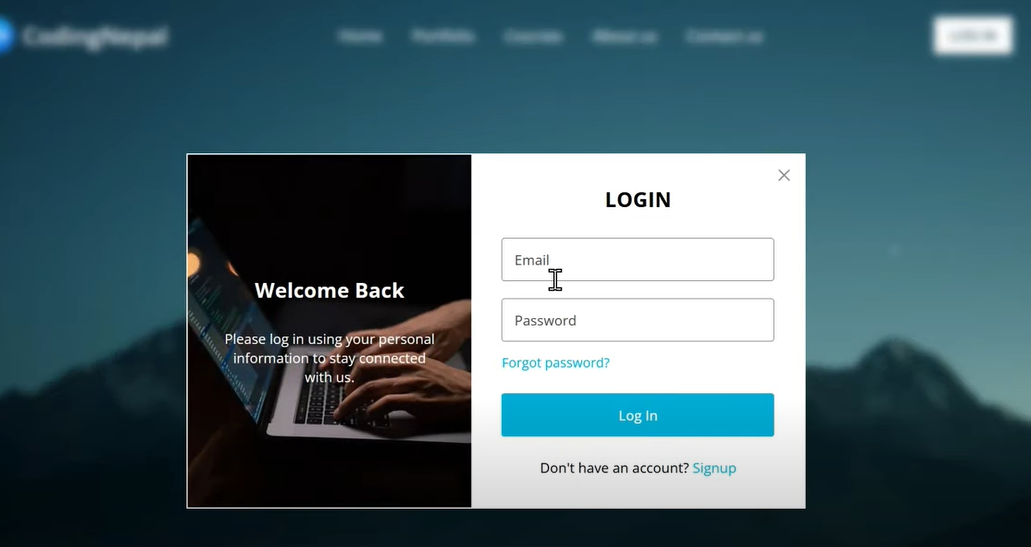 CodingNepal
Home Portfolio Courses About us Contact us LOG IN
LOGIN
Email
Welcome Back
Password
Please log in using your personal
information to stay connected
with us.
Forgot password?
Log In
Don't have an account? Signup